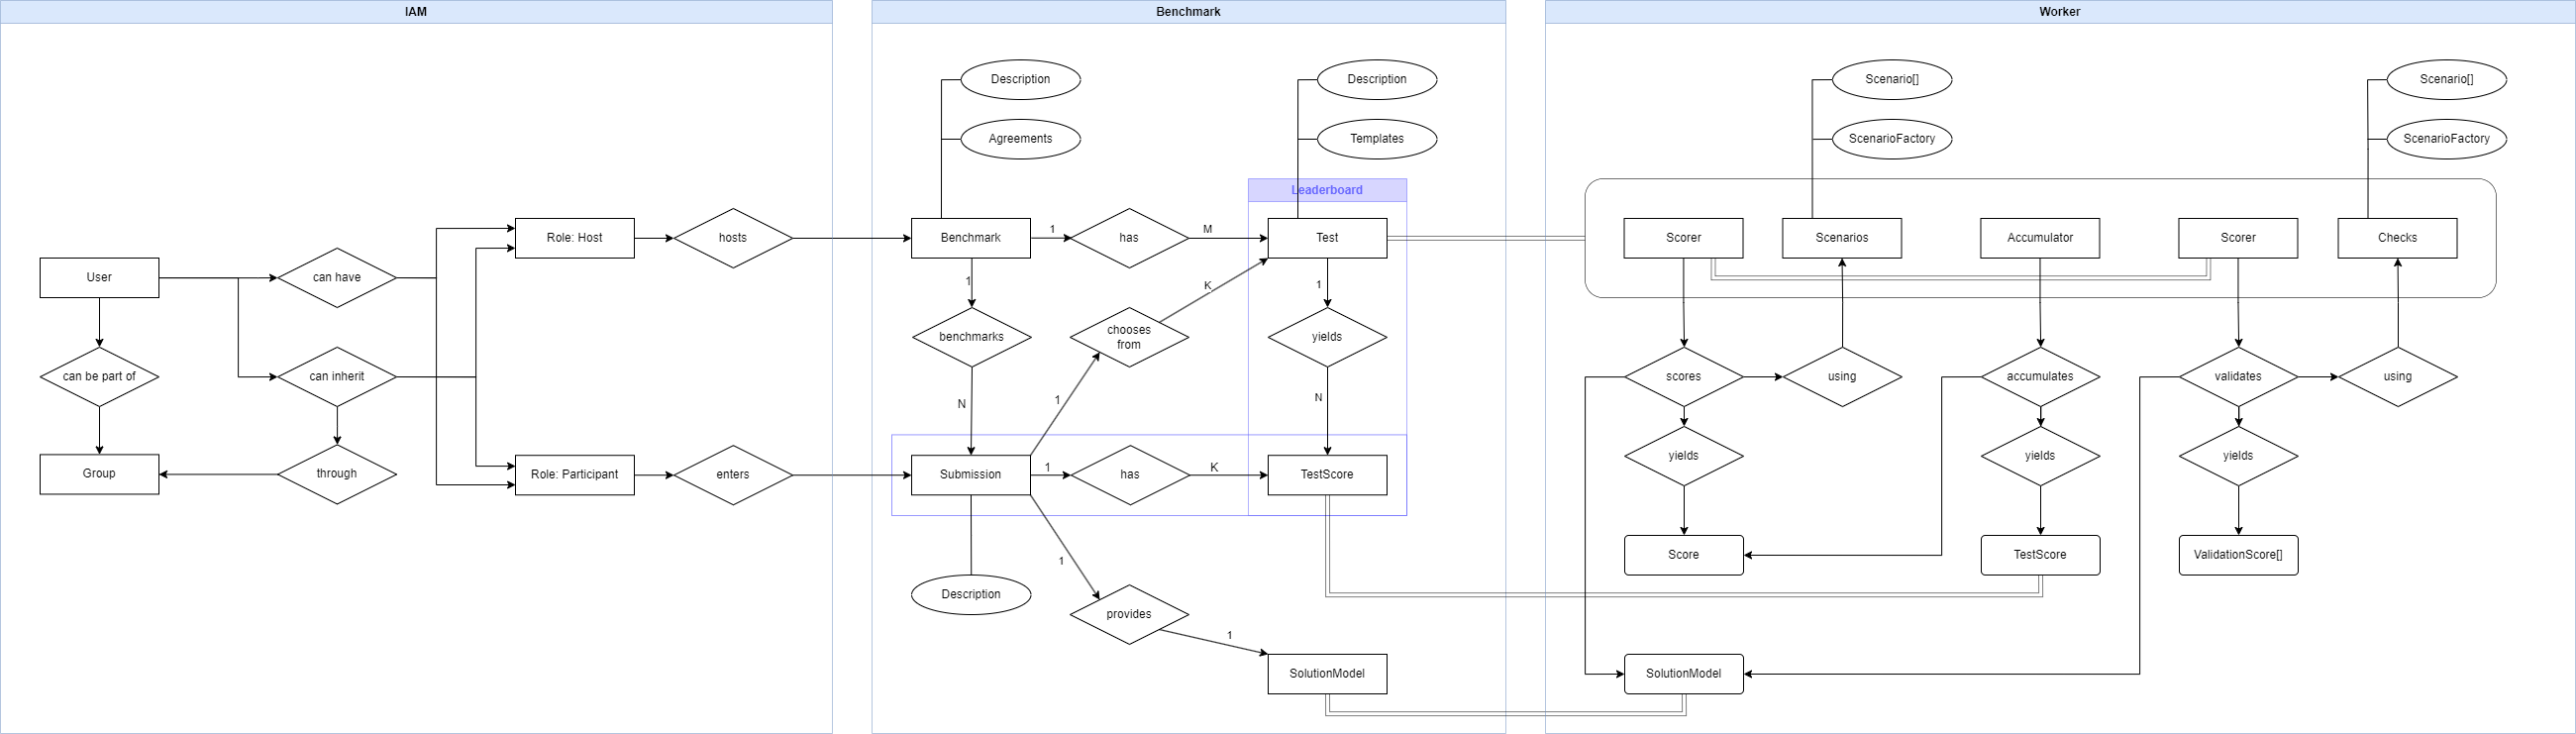 IAM
User
can have
can be part of
can inherit
Group
through
Role: Host
hosts
Role: Participant
enters
Benchmark
Description
Agreements
Description
Templates
Leaderboard
Benchmark
1
has
M
Test
1
benchmarks
N
chooses
from
K
1
1
yields
N
Submission
1
has
K
TestScore
Description
1
provides
1
SolutionModel
Worker
Scenario[]
ScenarioFactory
Scenario[]
ScenarioFactory
Scorer
Scenarios
Accumulator
Scorer
Checks
scores
using
accumulates
validates
using
yields
yields
yields
Score
TestScore
ValidationScore[]
SolutionModel